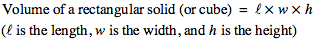 Volume of a rectangular solid (or cube) = ℓ × w × h
(ℓ is the length, w is the width, and h is the height)